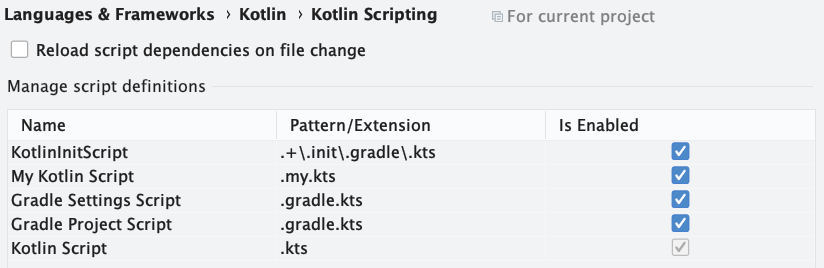 Languages & Frameworks › Kotlin › Kotlin Scripting For current project
Reload script dependencies on file change
Manage script definitions
Name Pattern/Extension Is Enabled
KotlinInitScript .+\.init\.gradle\.kts
My Kotlin Script .my.kts
Gradle Settings Script .gradle.kts
Gradle Project Script .gradle.kts
Kotlin Script .kts